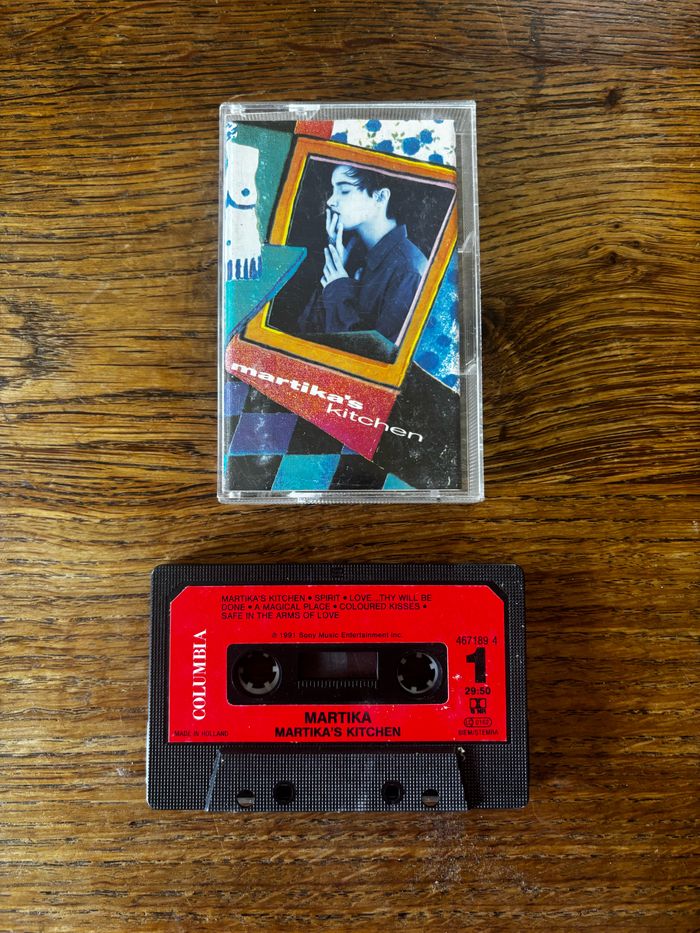 martika's
kitchen
MARTIKA'S KITCHEN • SPIRIT • LOVE...THY WILL BE
DONE • A MAGICAL PLACE • COLOURED KISSES •
SAFE IN THE ARMS OF LOVE
℗ 1991 Sony Music Entertainment Inc.
COLUMBIA
467189 4
1
29:50
MARTIKA
MARTIKA'S KITCHEN
MADE IN HOLLAND
BIEM/STEMRA